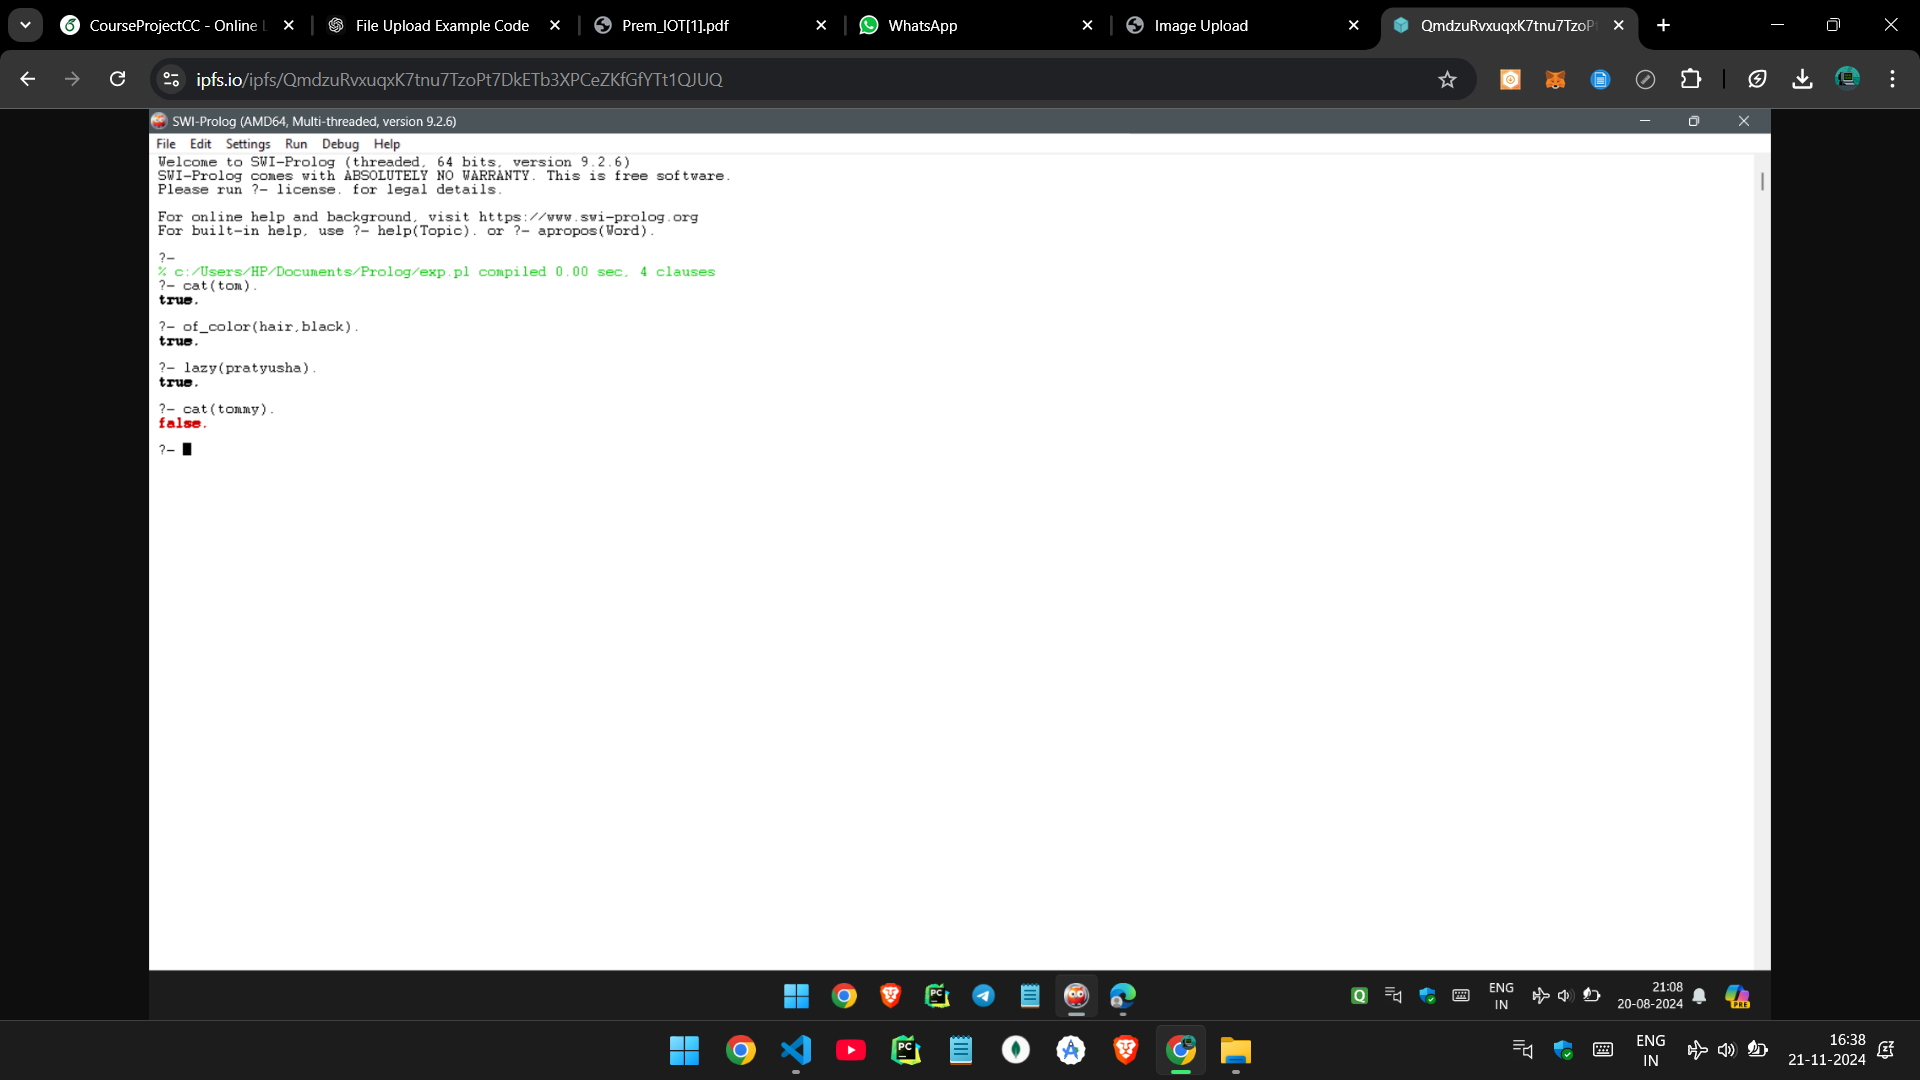 CourseProjectCC - Online
File Upload Example Code
Prem_IOT[1].pdf
WhatsApp
Image Upload
QmdzuRvxuqxK7tnu7TzoP
ipfs.io/ipfs/QmdzuRvxuqxK7tnu7TzoPt7DkETb3XPCeZKfGfYTt1QJUQ
SWI-Prolog (AMD64, Multi-threaded, version 9.2.6)
File Edit Settings Run Debug Help
Welcome to SWI-Prolog (threaded, 64 bits, version 9.2.6)
SWI-Prolog comes with ABSOLUTELY NO WARRANTY. This is free software.
Please run ?- license. for legal details.
For online help and background, visit https://www.swi-prolog.org
For built-in help, use ?- help(Topic). or ?- apropos(Word).
?-
% c:/Users/HP/Documents/Prolog/exp.pl compiled 0.00 sec, 4 clauses
?- cat(tom).
true.
?- of_color(hair,black).
true.
?- lazy(pratyusha).
true.
?- cat(tommy).
false.
?-
ENG
IN
21:08
20-08-2024
PRE
ENG
IN
16:38
21-11-2024